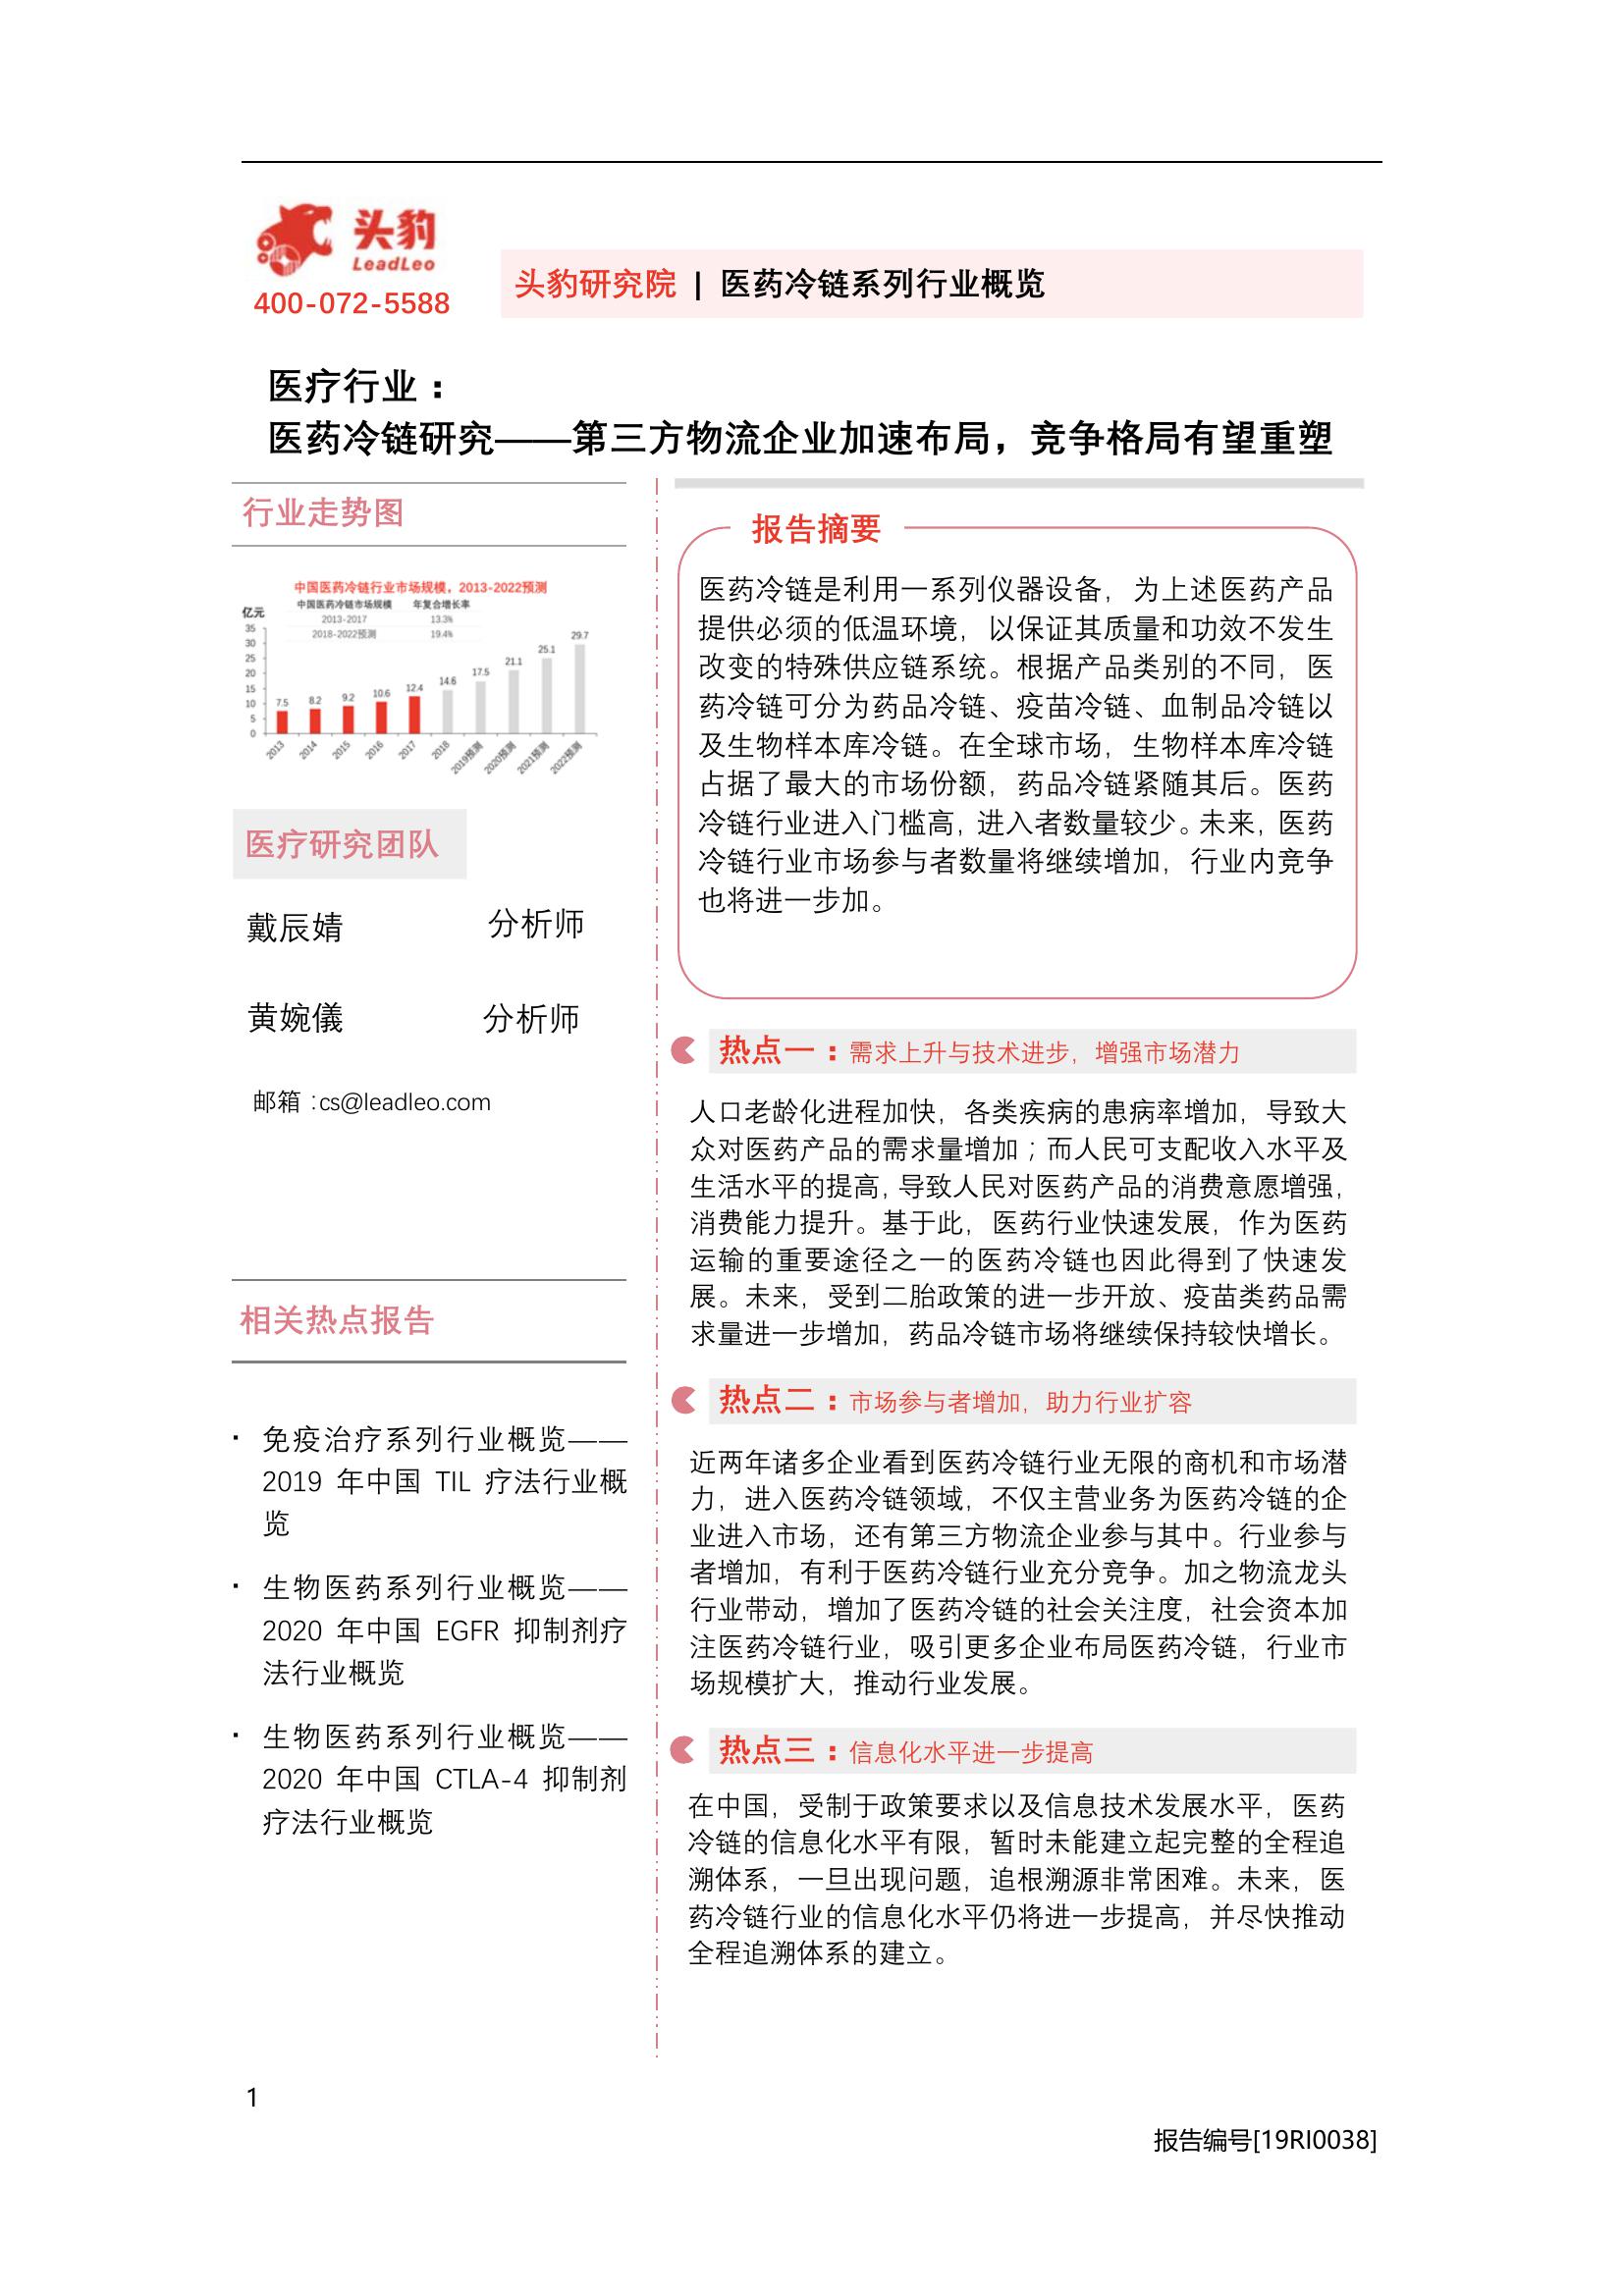 头豹
LeadLeo
400-072-5588
头豹研究院 | 医药冷链系列行业概览
医疗行业：
医药冷链研究——第三方物流企业加速布局，竞争格局有望重塑
行业走势图
中国医药冷链行业市场规模，2013-2022预测
中国医药冷链市场规模 年复合增长率
2013-2017 13.3%
2018-2022预测 19.4%
亿元
35
30
25
20
15
10
5
0
7.5 8.2 9.2 10.6 12.4 14.6 17.5 21.1 25.1 29.7
2013 2014 2015 2016 2017 2018 2019预测 2020预测 2021预测 2022预测
医疗研究团队
戴辰婧 分析师
黄婉儀 分析师
邮箱：cs@leadleo.com
相关热点报告
· 免疫治疗系列行业概览——
2019 年中国 TIL 疗法行业概
览
· 生物医药系列行业概览——
2020 年中国 EGFR 抑制剂疗
法行业概览
· 生物医药系列行业概览——
2020 年中国 CTLA-4 抑制剂
疗法行业概览
报告摘要
医药冷链是利用一系列仪器设备，为上述医药产品
提供必须的低温环境，以保证其质量和功效不发生
改变的特殊供应链系统。根据产品类别的不同，医
药冷链可分为药品冷链、疫苗冷链、血制品冷链以
及生物样本库冷链。在全球市场，生物样本库冷链
占据了最大的市场份额，药品冷链紧随其后。医药
冷链行业进入门槛高，进入者数量较少。未来，医药
冷链行业市场参与者数量将继续增加，行业内竞争
也将进一步加。
热点一：需求上升与技术进步，增强市场潜力
人口老龄化进程加快，各类疾病的患病率增加，导致大
众对医药产品的需求量增加；而人民可支配收入水平及
生活水平的提高，导致人民对医药产品的消费意愿增强，
消费能力提升。基于此，医药行业快速发展，作为医药
运输的重要途径之一的医药冷链也因此得到了快速发
展。未来，受到二胎政策的进一步开放、疫苗类药品需
求量进一步增加，药品冷链市场将继续保持较快增长。
热点二：市场参与者增加，助力行业扩容
近两年诸多企业看到医药冷链行业无限的商机和市场潜
力，进入医药冷链领域，不仅主营业务为医药冷链的企
业进入市场，还有第三方物流企业参与其中。行业参与
者增加，有利于医药冷链行业充分竞争。加之物流龙头
行业带动，增加了医药冷链的社会关注度，社会资本加
注医药冷链行业，吸引更多企业布局医药冷链，行业市
场规模扩大，推动行业发展。
热点三：信息化水平进一步提高
在中国，受制于政策要求以及信息技术发展水平，医药
冷链的信息化水平有限，暂时未能建立起完整的全程追
溯体系，一旦出现问题，追根溯源非常困难。未来，医
药冷链行业的信息化水平仍将进一步提高，并尽快推动
全程追溯体系的建立。
1
报告编号[19RI0038]